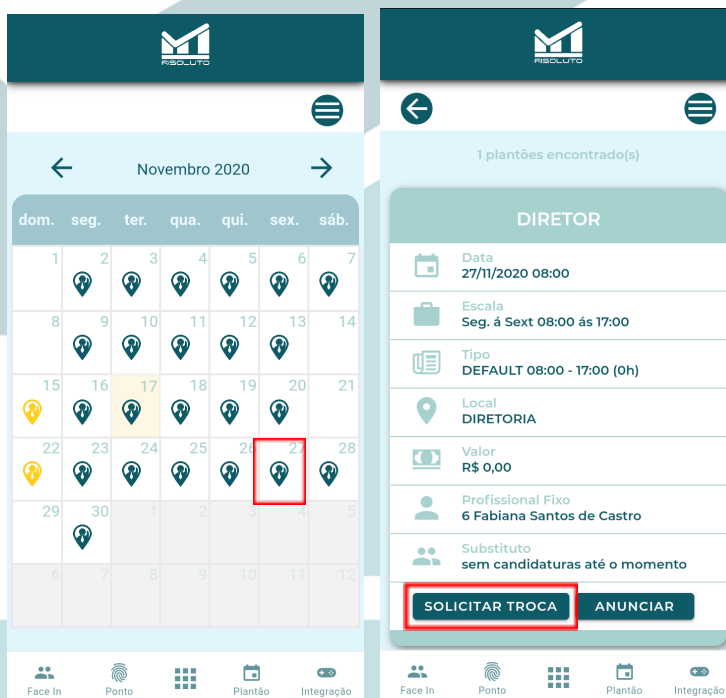 RISOLUTO
Novembro 2020
dom. seg. ter. qua. qui. sex. sáb.
1 2 3 4 5 6 7
8 9 10 11 12 13 14
15 16 17 18 19 20 21
22 23 24 25 26 27 28
29 30 1 2 3 4 5
6 7 8 9 10 11 12
Face In Ponto Plantão Integração
RISOLUTO
1 plantões encontrado(s)
DIRETOR
Data
27/11/2020 08:00
Escala
Seg. á Sext 08:00 ás 17:00
Tipo
DEFAULT 08:00 - 17:00 (0h)
Local
DIRETORIA
Valor
R$ 0,00
Profissional Fixo
6 Fabiana Santos de Castro
Substituto
sem candidaturas até o momento
SOLICITAR TROCA ANUNCIAR
Face In Ponto Plantão Integração